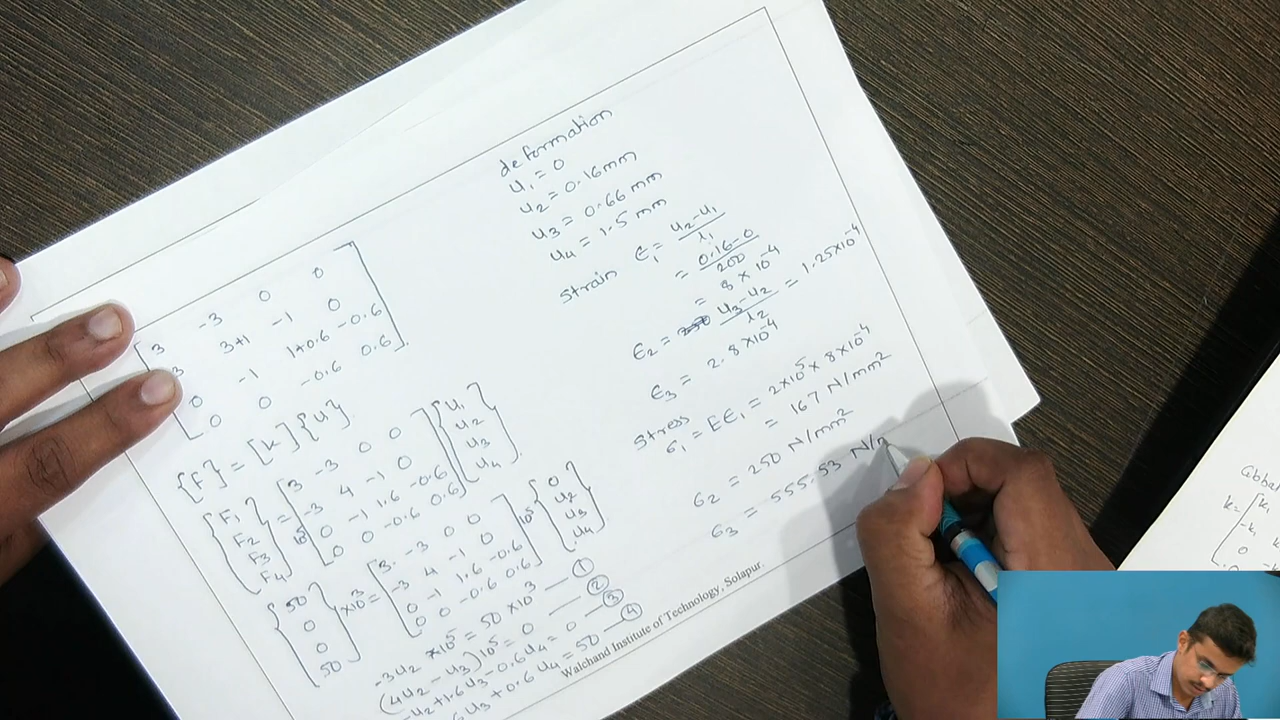 3 -3 0 0
3 3+1 -1 0
0 -1 1+0.6 -0.6
0 0 -0.6 0.6
{F} = [k]{u}
{F1 F2 F3 F4} = 10^5 [3 -3 0 0
-3 4 -1 0
0 -1 1.6 -0.6
0 0 -0.6 0.6] {u1 u2 u3 u4}
{50 0 0 50} ×10^3 = [3 -3 0 0
-3 4 -1 0
0 -1 1.6 -0.6
0 0 -0.6 0.6] 10^5 {0 u2 u3 u4}
-3u2 ×10^5 = 50 ×10^3 — ①
(4u2 - u3)10^5 = 0 — ②
-u2+1.6u3-0.6u4 = 0 — ③
6u3 + 0.6u4 = 50 — ④
deformation
u1 = 0
u2 = 0.16mm
u3 = 0.66 mm
u4 = 1.5 mm
strain ε1 = u2-u1 / l1
= 0.16-0 / 200
= 8 × 10^-4
ε2 = u3-u2 / l2 = 1.25×10^-4
ε3 = 2.8×10^-4
stress
σ1 = Eε1 = 2×10^5 × 8×10^-4
= 167 N/mm²
σ2 = 250 N/mm²
σ3 = 555.53 N/m
Walchand Institute of Technology, Solapur.
k = [k1
-k1
0